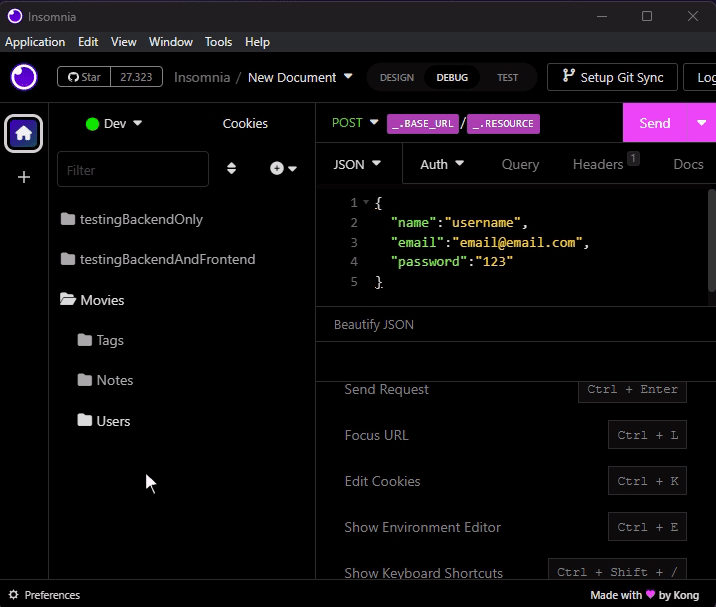 Insomnia
Application Edit View Window Tools Help
Star 27.323 Insomnia / New Document DESIGN DEBUG TEST Setup Git Sync
Dev Cookies POST _.BASE_URL / _.RESOURCE Send
JSON Auth Query Headers 1 Docs
Filter
testingBackendOnly
testingBackendAndFrontend
Movies
Tags
Notes
Users
1 {
2 "name":"username",
3 "email":"email@email.com",
4 "password":"123"
5 }
Beautify JSON
Send Request Ctrl + Enter
Focus URL Ctrl + L
Edit Cookies Ctrl + K
Show Environment Editor Ctrl + E
Show Keyboard Shortcuts Ctrl + Shift + /
Preferences Made with ♥ by Kong